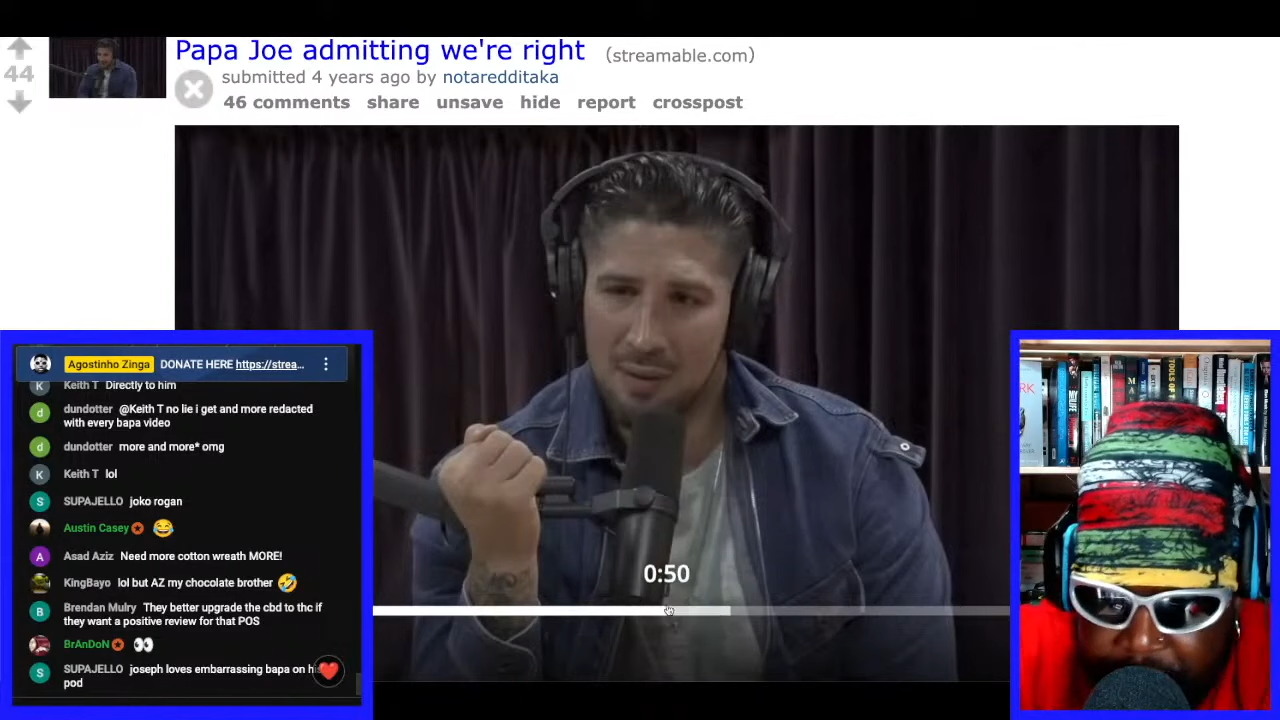 Papa Joe admitting we're right (streamable.com)
44
submitted 4 years ago by notaredditaka
46 comments share unsave hide report crosspost
Agostinho Zinga DONATE HERE https://strea...
K Keith T Directly to him
d dundotter @Keith T no lie i get and more redacted
with every bapa video
d dundotter more and more* omg
K Keith T lol
S SUPAJELLO joko rogan
Austin Casey 😂
A Asad Aziz Need more cotton wreath MORE!
KingBayo lol but AZ my chocolate brother 🤣
B Brendan Mulry They better upgrade the cbd to thc if
they want a positive review for that POS
BrAnDoN 👀
S SUPAJELLO joseph loves embarrassing bapa on his
pod
0:50